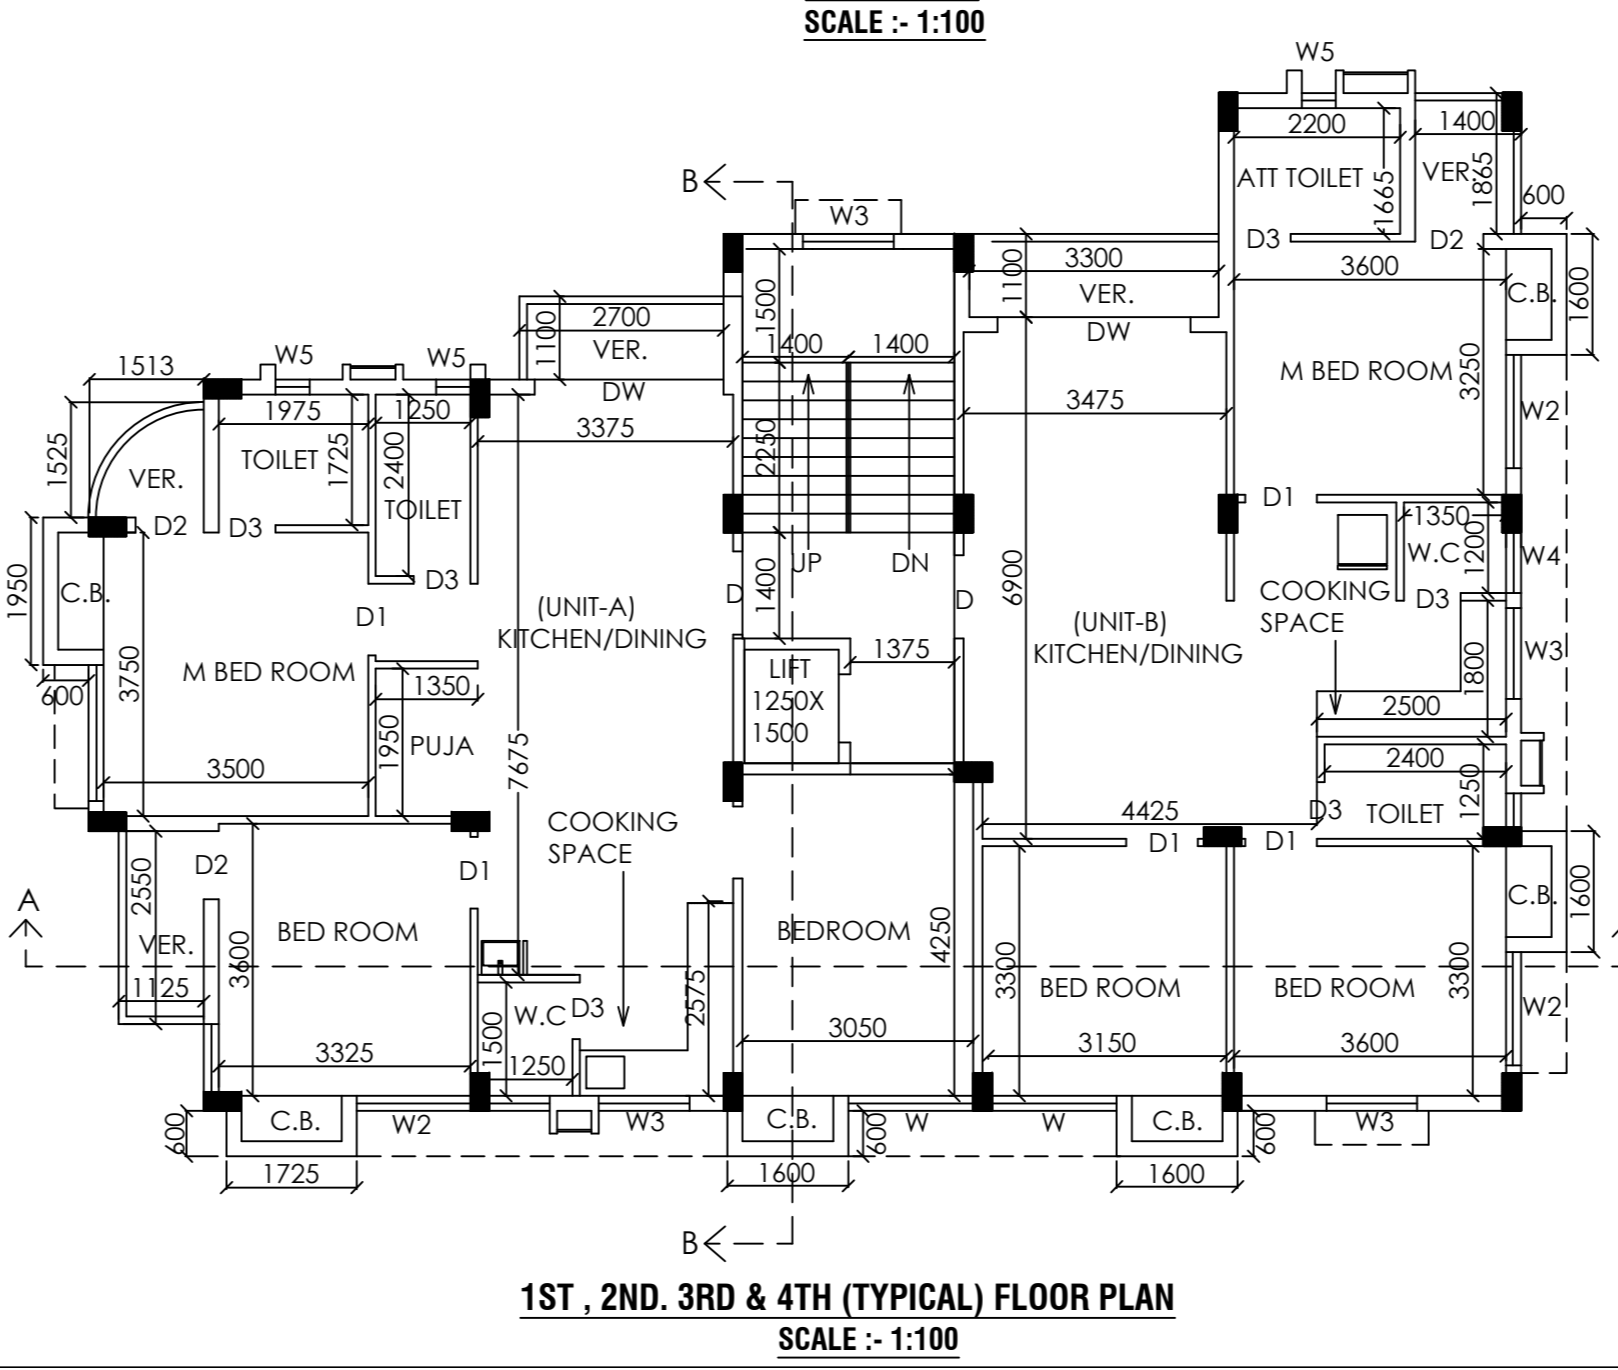 SCALE :- 1:100
W5
2200
1400
ATT TOILET
VER.
1665
1865
600
B
W3
D3
D2
3300
1100
VER.
3600
C.B.
1600
1500
2700
1100
VER.
DW
1400
1400
M BED ROOM
3250
1513
W5
W5
DW
3475
W2
1975
1250
3375
1525
TOILET
1725
2400
2250
VER.
TOILET
D1
1350
D2
D3
W.C
1200
W4
UP
DN
1950
C.B.
D3
D
1400
D
6900
COOKING
SPACE
D3
D1
(UNIT-A)
KITCHEN/DINING
(UNIT-B)
KITCHEN/DINING
W3
3750
M BED ROOM
LIFT
1250X
1500
1375
1800
600
1350
2500
1950
PUJA
7675
3500
2400
COOKING
SPACE
4425
D3
TOILET
1250
D1
D1
2550
D2
D1
A
C.B.
1600
VER.
BED ROOM
3600
BEDROOM
4250
1125
2575
3300
BED ROOM
BED ROOM
3300
W2
W.C
D3
1500
3325
1250
3050
3150
3600
600
C.B.
W2
W3
C.B.
600
W
W
C.B.
600
W3
1725
1600
1600
B
1ST , 2ND. 3RD & 4TH (TYPICAL) FLOOR PLAN
SCALE :- 1:100